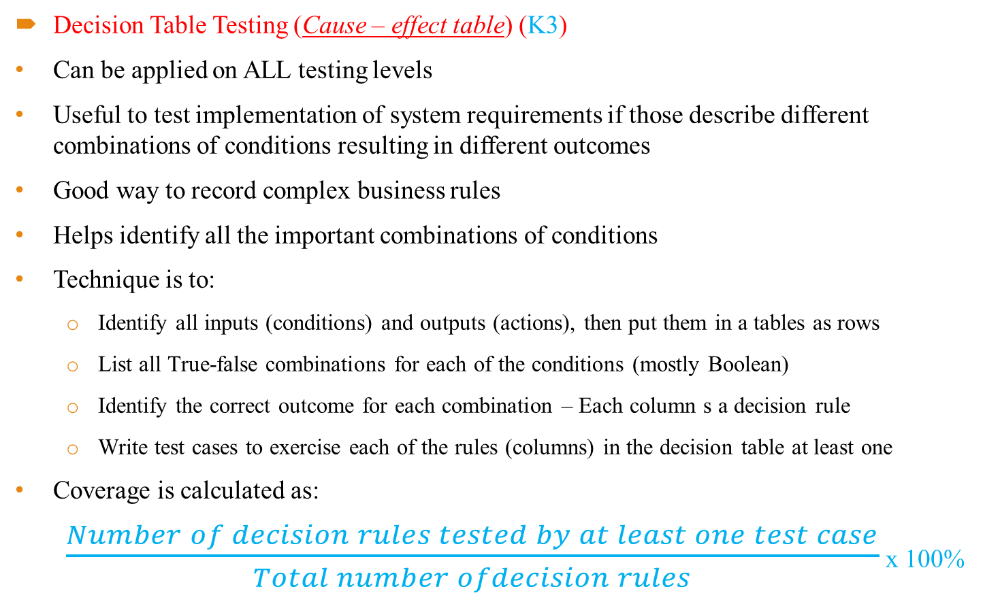 Decision Table Testing (Cause – effect table) (K3)
• Can be applied on ALL testing levels
• Useful to test implementation of system requirements if those describe different
combinations of conditions resulting in different outcomes
• Good way to record complex business rules
• Helps identify all the important combinations of conditions
• Technique is to:
o Identify all inputs (conditions) and outputs (actions), then put them in a tables as rows
o List all True-false combinations for each of the conditions (mostly Boolean)
o Identify the correct outcome for each combination – Each column s a decision rule
o Write test cases to exercise each of the rules (columns) in the decision table at least one
• Coverage is calculated as:
Number of decision rules tested by at least one test case
x 100%
Total number of decision rules